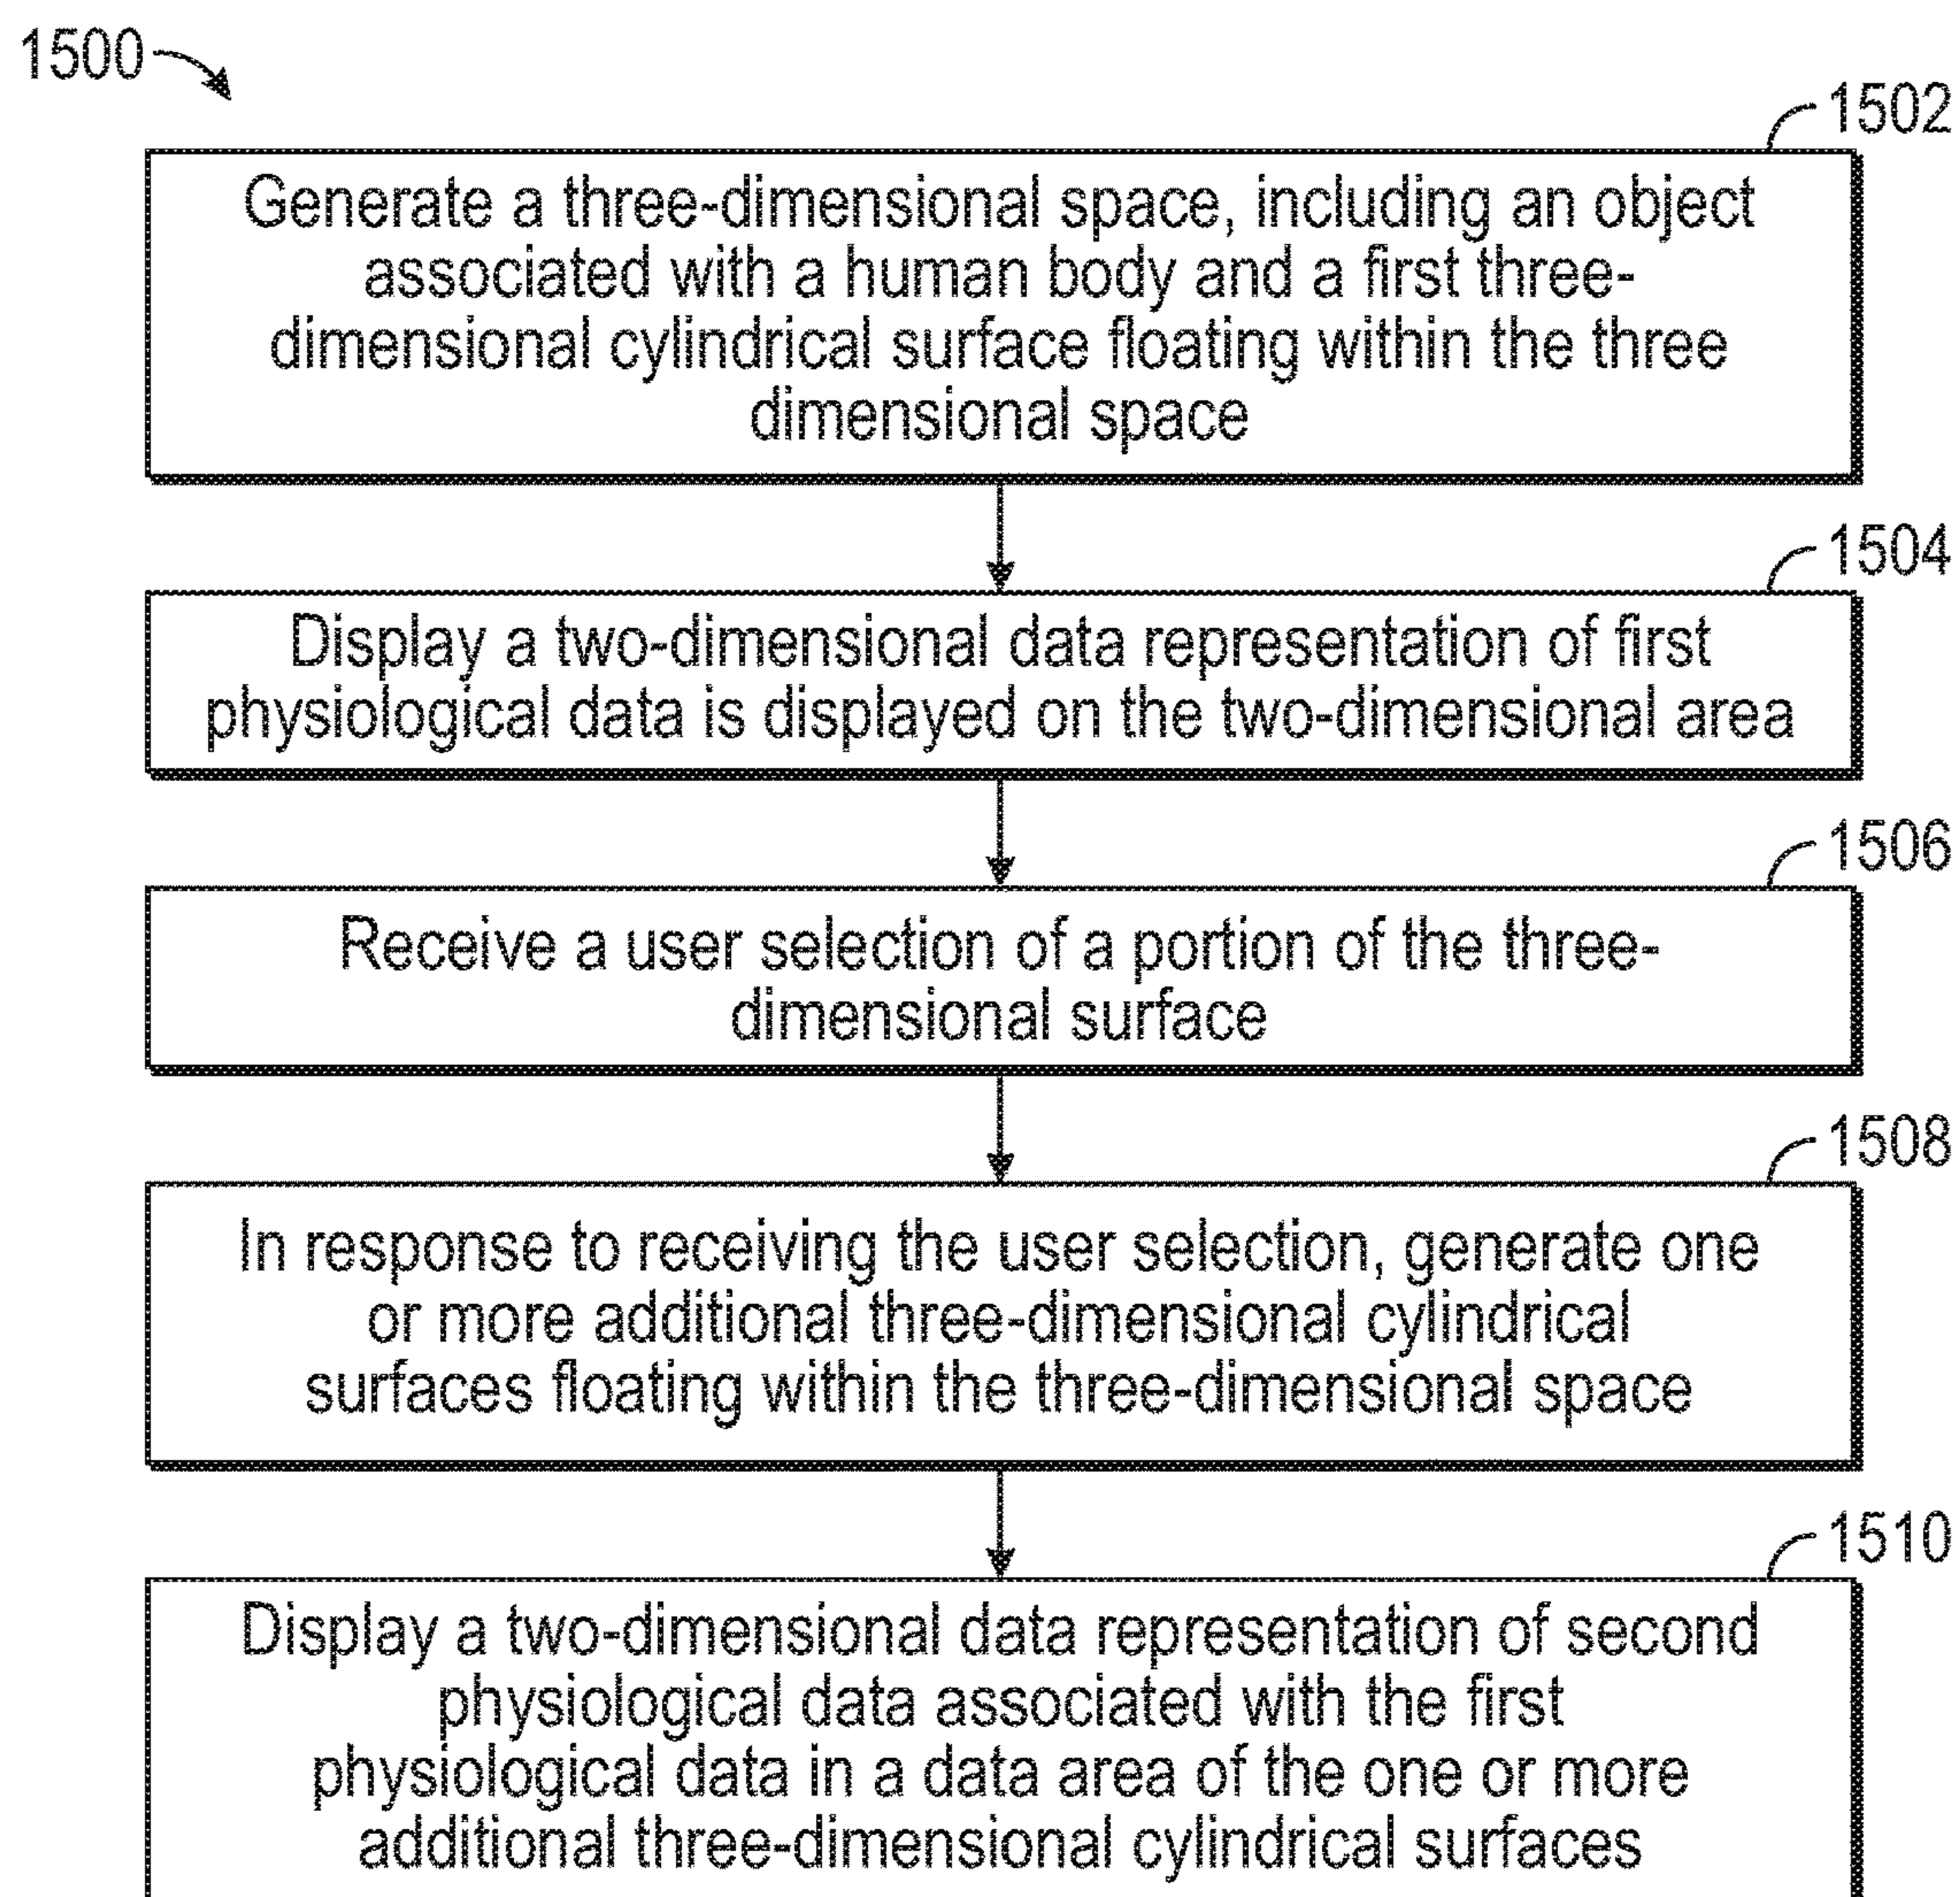 1500
1502
Generate a three-dimensional space, including an object
associated with a human body and a first three-
dimensional cylindrical surface floating within the three
dimensional space
1504
Display a two-dimensional data representation of first
physiological data is displayed on the two-dimensional area
1506
Receive a user selection of a portion of the three-
dimensional surface
1508
In response to receiving the user selection, generate one
or more additional three-dimensional cylindrical
surfaces floating within the three-dimensional space
1510
Display a two-dimensional data representation of second
physiological data associated with the first
physiological data in a data area of the one or more
additional three-dimensional cylindrical surfaces